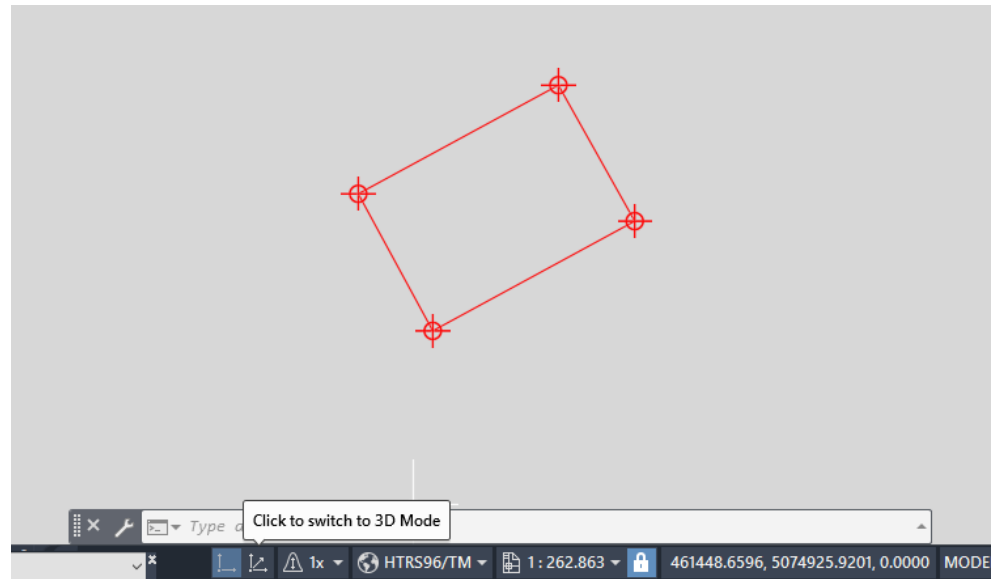 Type a
Click to switch to 3D Mode
1x HTRS96/TM 1:262.863 461448.6596, 5074925.9201, 0.0000 MODE